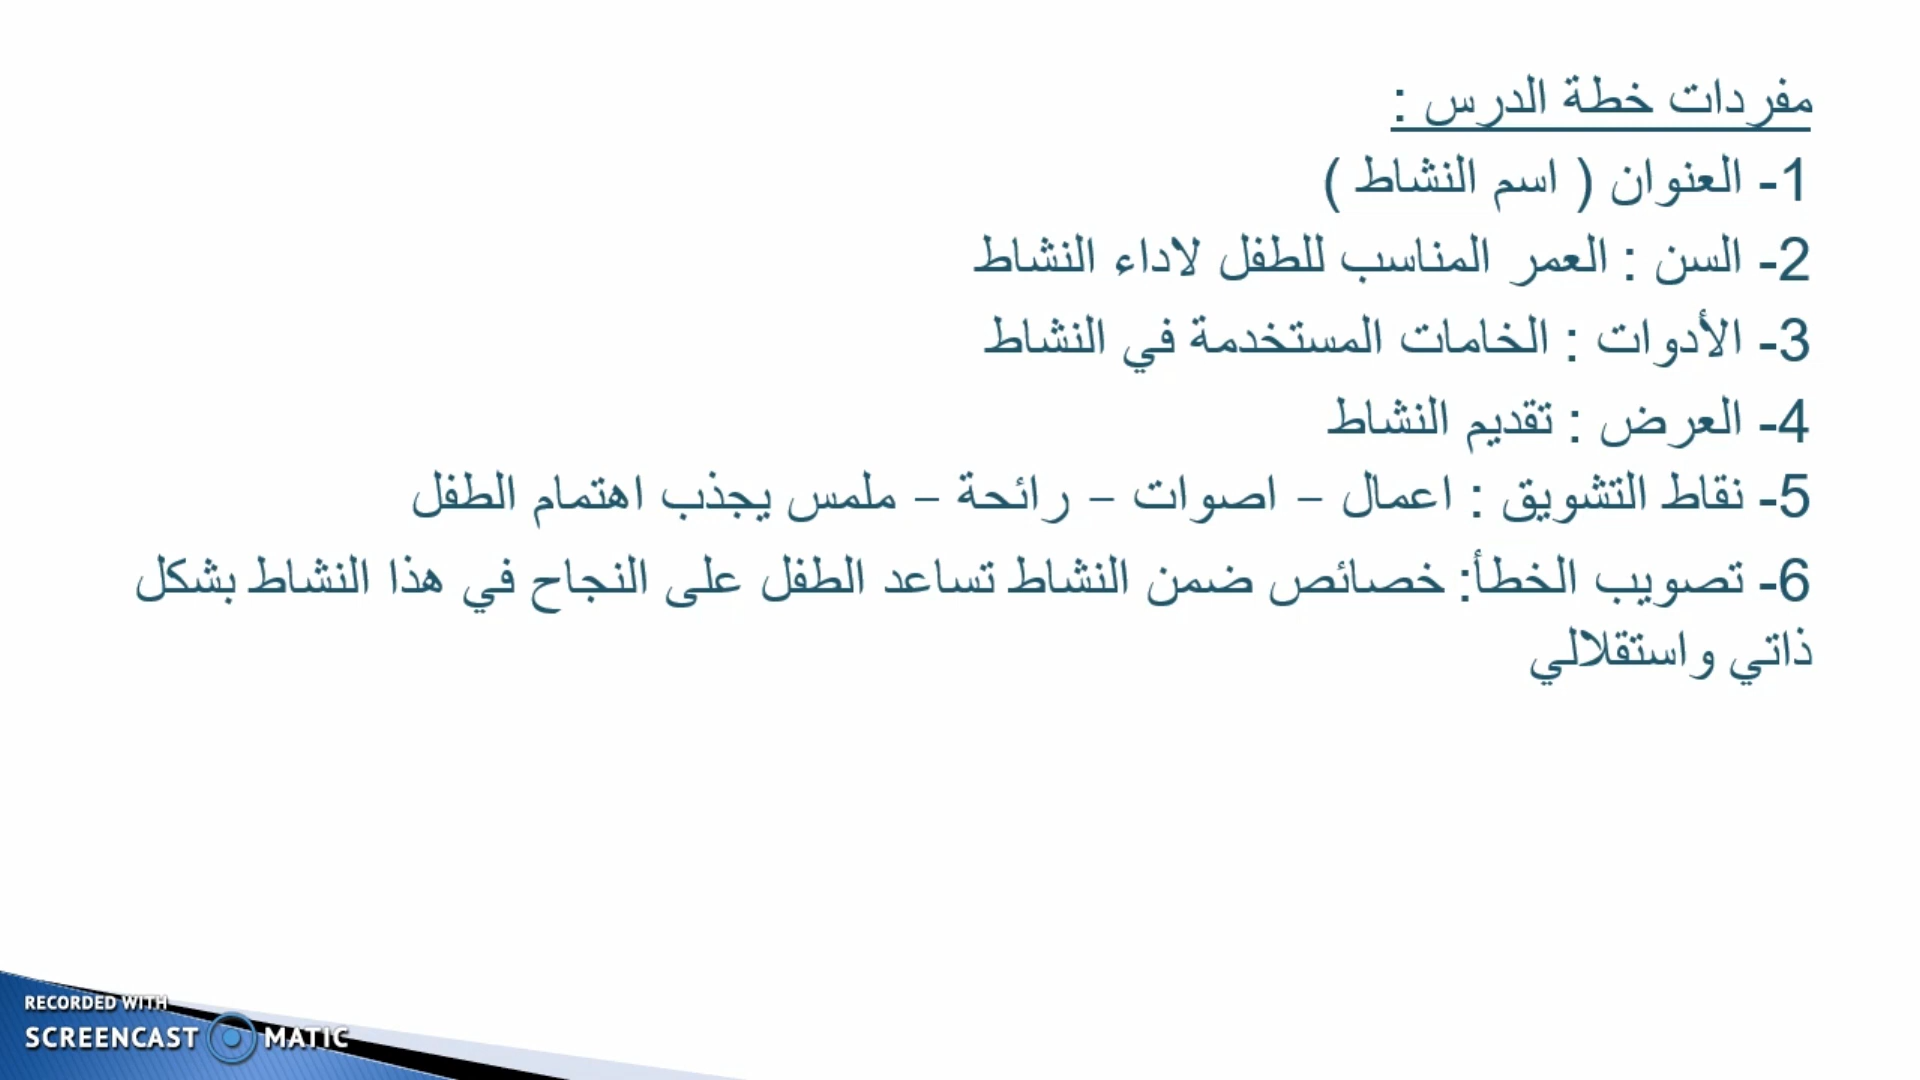 مفردات خطة الدرس :
1- العنوان ( اسم النشاط )
2- السن : العمر المناسب للطفل لاداء النشاط
3- الأدوات : الخامات المستخدمة في النشاط
4- العرض : تقديم النشاط
5- نقاط التشويق : اعمال – اصوات – رائحة – ملمس يجذب اهتمام الطفل
6- تصويب الخطأ: خصائص ضمن النشاط تساعد الطفل على النجاح في هذا النشاط بشكل
ذاتي واستقلالي
RECORDED WITH
SCREENCAST MATIC